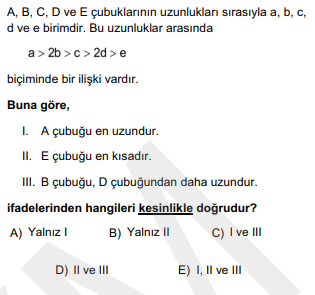 A, B, C, D ve E çubuklarının uzunlukları sırasıyla a, b, c,
d ve e birimdir. Bu uzunluklar arasında
a > 2b > c > 2d > e
biçiminde bir ilişki vardır.
Buna göre,
I. A çubuğu en uzundur.
II. E çubuğu en kısadır.
III. B çubuğu, D çubuğundan daha uzundur.
ifadelerinden hangileri kesinlikle doğrudur?
A) Yalnız I B) Yalnız II C) I ve III
D) II ve III E) I, II ve III